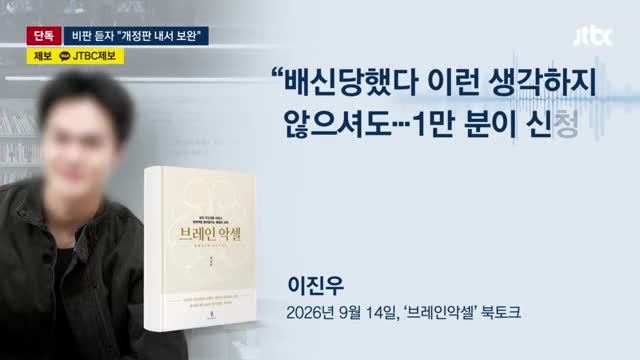 단독 비판 듣자 "개정판 내서 보완"
제보 JTBC제보
jtbc
“배신당했다 이런 생각하지
않으셔도…1만 분이 신청
브레인 악셀
이진우
2026년 9월 14일, ‘브레인악셀’ 북토크